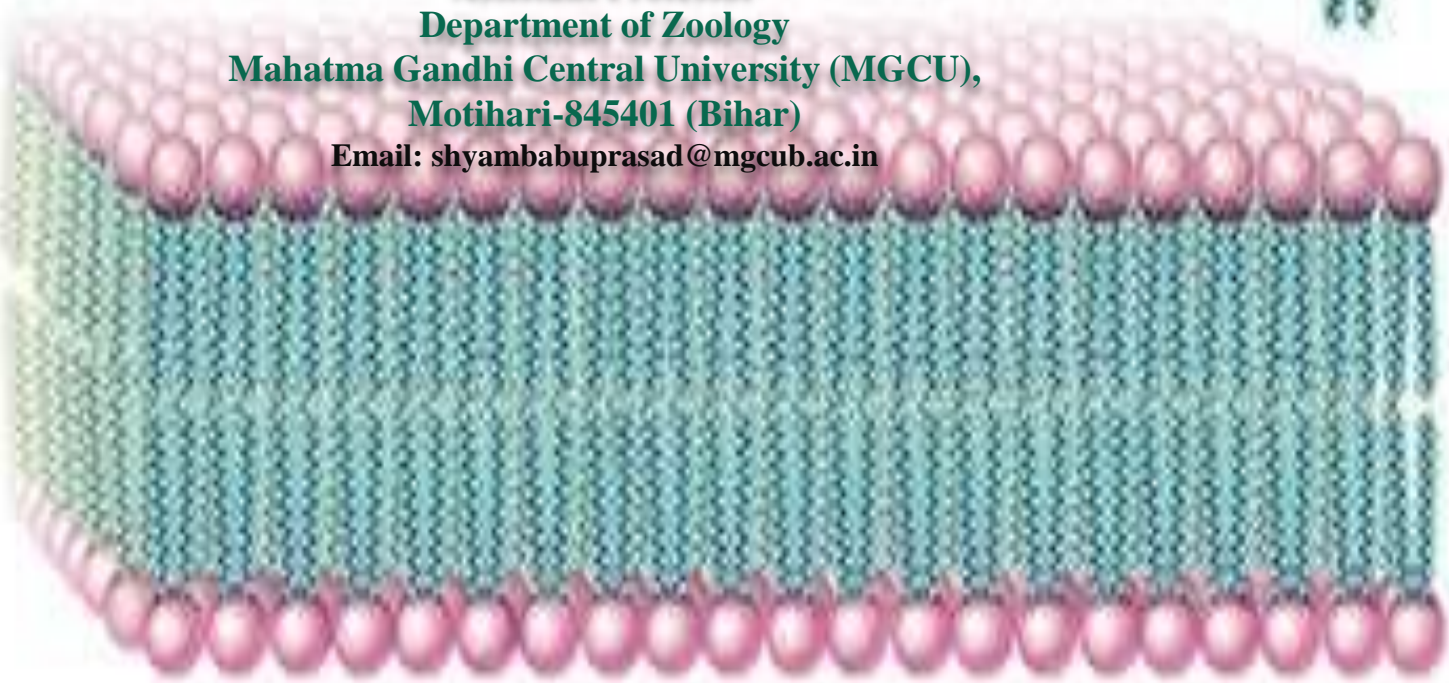 Department of Zoology
Mahatma Gandhi Central University (MGCU),
Motihari-845401 (Bihar)
Email: shyambabuprasad@mgcub.ac.in